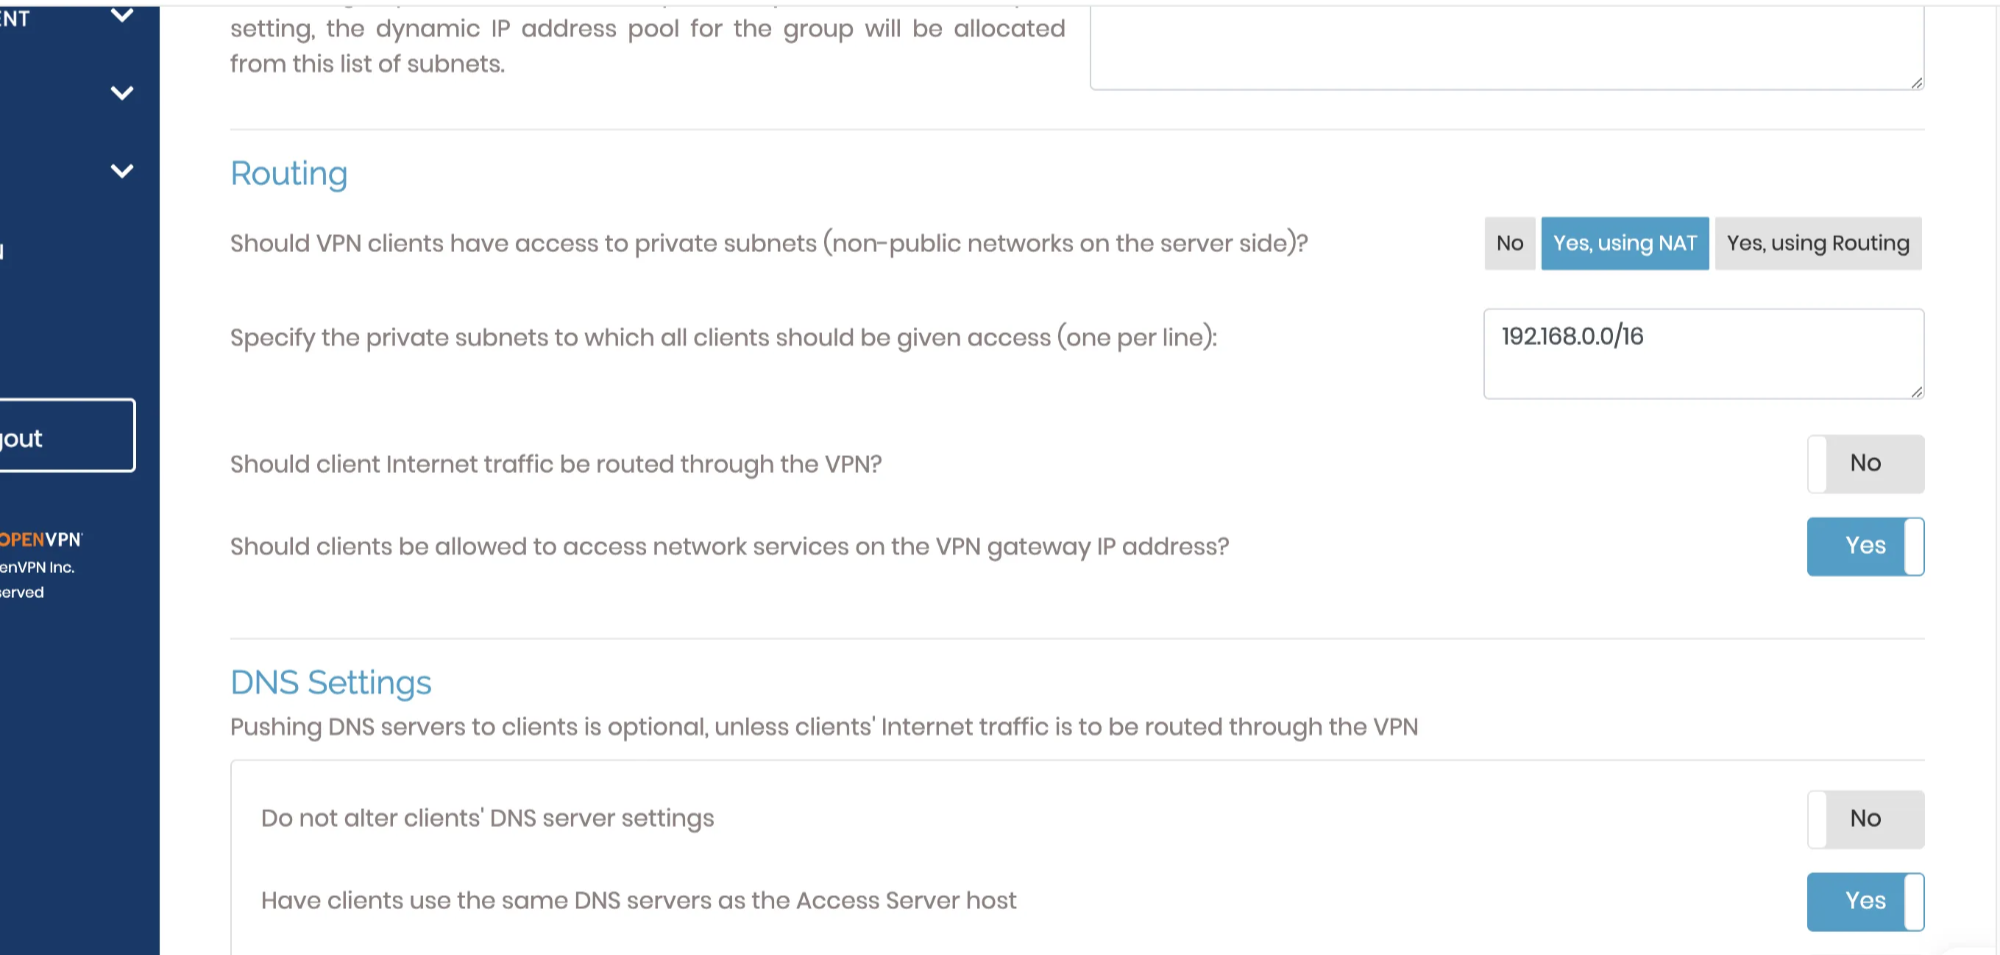 ENT
setting, the dynamic IP address pool for the group will be allocated
from this list of subnets.
Routing
Should VPN clients have access to private subnets (non-public networks on the server side)?
No
Yes, using NAT
Yes, using Routing
Specify the private subnets to which all clients should be given access (one per line):
192.168.0.0/16
gout
Should client Internet traffic be routed through the VPN?
No
Should clients be allowed to access network services on the VPN gateway IP address?
Yes
OPENVPN
enVPN Inc.
served
DNS Settings
Pushing DNS servers to clients is optional, unless clients' Internet traffic is to be routed through the VPN
Do not alter clients' DNS server settings
No
Have clients use the same DNS servers as the Access Server host
Yes